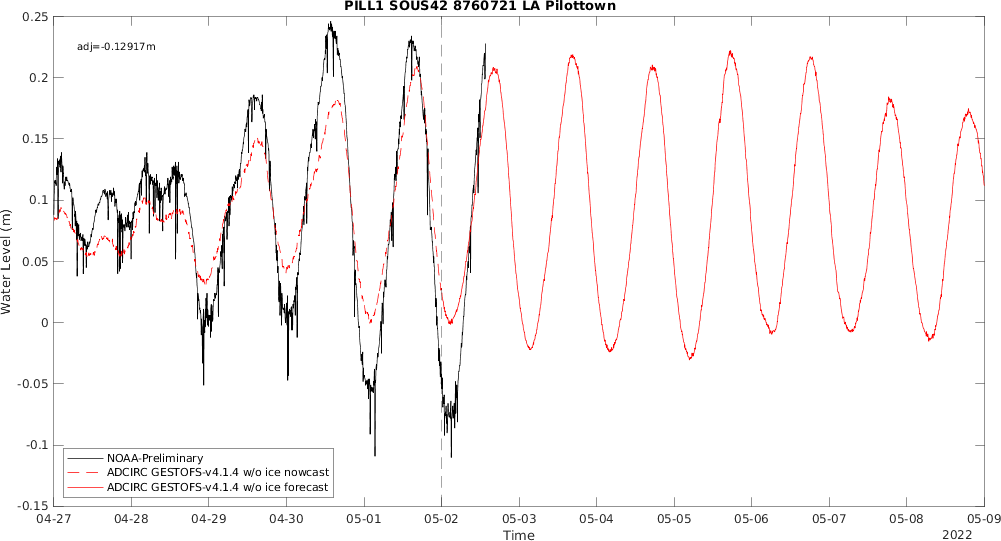 PILL1 SOUS42 8760721 LA Pilottown
adj=-0.12917m
0.25
0.2
0.15
0.1
0.05
0
-0.05
-0.1
-0.15
Water Level (m)
NOAA-Preliminary
ADCIRC GESTOFS-v4.1.4 w/o ice nowcast
ADCIRC GESTOFS-v4.1.4 w/o ice forecast
04-27 04-28 04-29 04-30 05-01 05-02 05-03 05-04 05-05 05-06 05-07 05-08 05-09
Time
2022